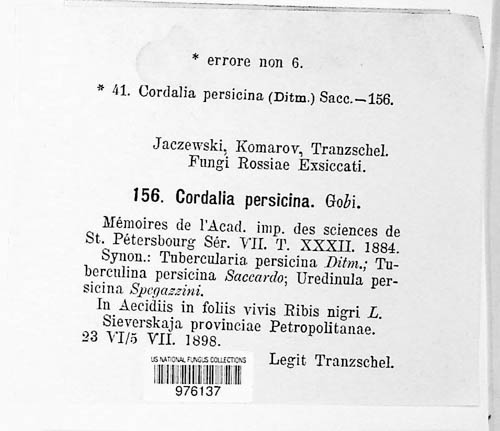 * errore non 6.
* 41. Cordalia persicina (Ditm.) Sacc.—156.
Jaczewski, Komarov, Tranzschel.
Fungi Rossiae Exsiccati.
156. Cordalia persicina. Gobi.
Mémoires de l'Acad. imp. des sciences de
St. Pétersbourg Sér. VII. T. XXXII. 1884.
Synon.: Tubercularia persicina Ditm.; Tu-
berculina persicina Saccardo; Uredinula per-
sicina Spegazzini.
In Aecidiis in foliis vivis Ribis nigri L.
Sieverskaja provinciae Petropolitanae.
23 VI/5 VII. 1898.
Legit Tranzschel.
US NATIONAL FUNGUS COLLECTIONS
976137